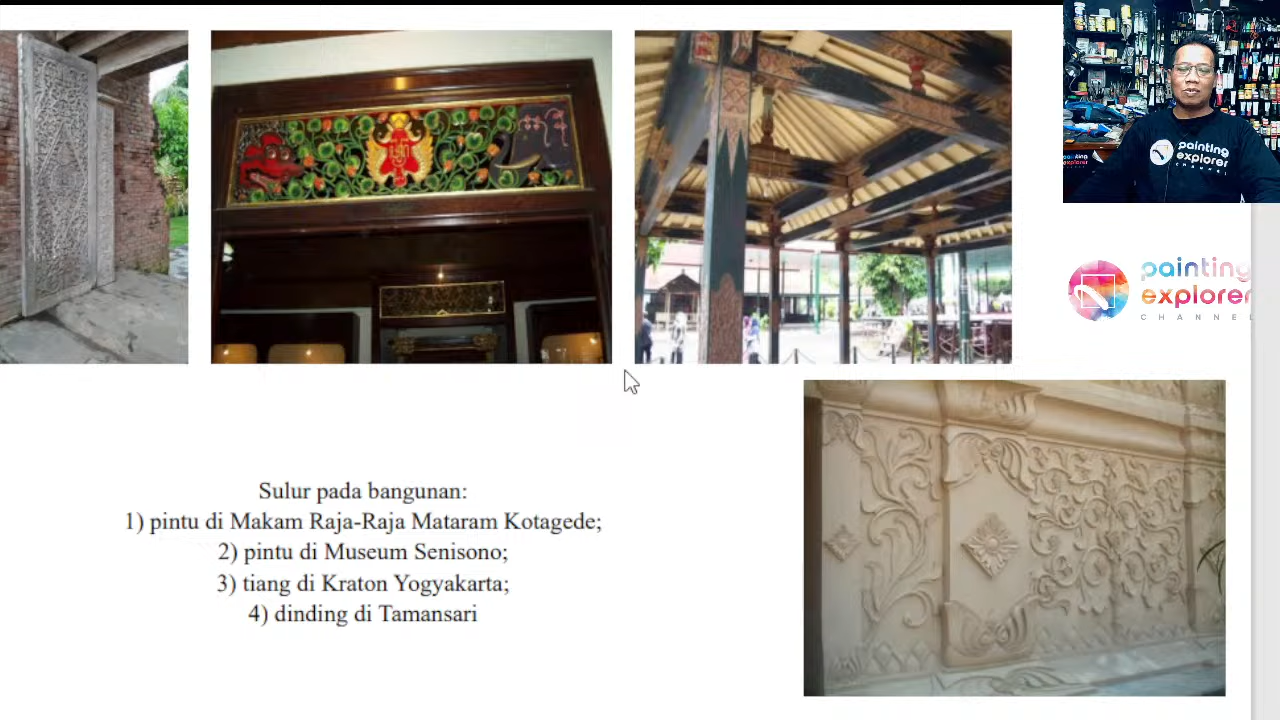 painting
explorer
CHANNEL
painting
explorer
CHANNEL
Sulur pada bangunan:
1) pintu di Makam Raja-Raja Mataram Kotagede;
2) pintu di Museum Senisono;
3) tiang di Kraton Yogyakarta;
4) dinding di Tamansari